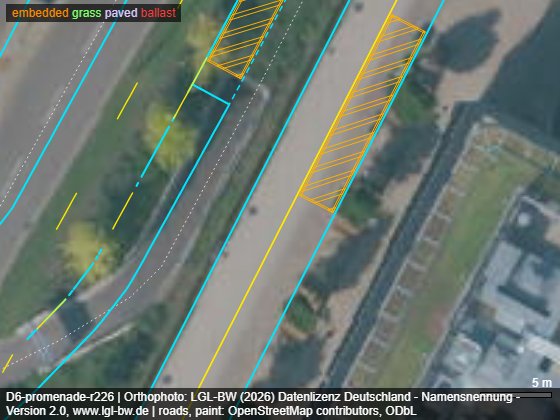 embedded grass paved ballast
5 m
D6-promenade-r226 | Orthophoto: LGL-BW (2026) Datenlizenz Deutschland - Namensnennung -
Version 2.0, www.lgl-bw.de | roads, paint: OpenStreetMap contributors, ODbL